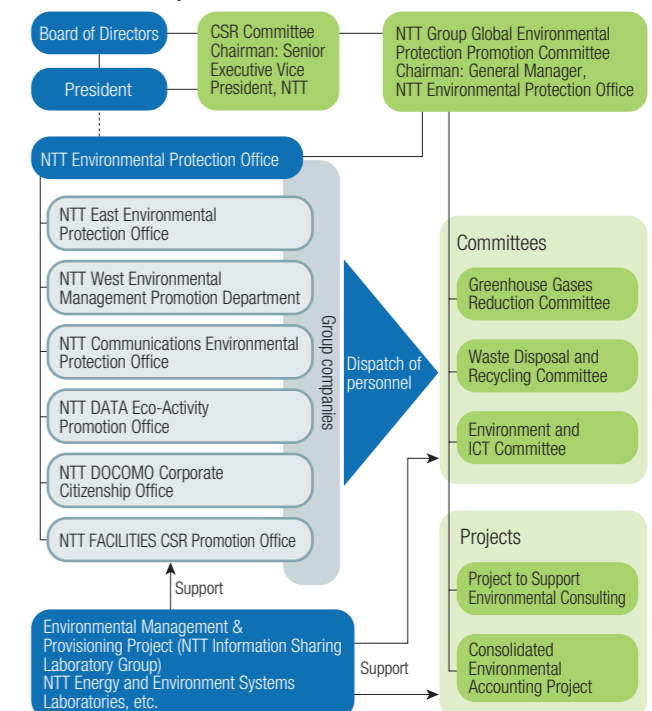 Board of Directors
President
CSR Committee
Chairman: Senior
Executive Vice
President, NTT
NTT Group Global Environmental
Protection Promotion Committee
Chairman: General Manager,
NTT Environmental Protection Office
NTT Environmental Protection Office
NTT East Environmental
Protection Office
NTT West Environmental
Management Promotion Department
NTT Communications Environmental
Protection Office
NTT DATA Eco-Activity
Promotion Office
NTT DOCOMO Corporate
Citizenship Office
NTT FACILITIES CSR Promotion Office
Group companies
Dispatch of
personnel
Committees
Greenhouse Gases
Reduction Committee
Waste Disposal and
Recycling Committee
Environment and
ICT Committee
Projects
Project to Support
Environmental Consulting
Consolidated
Environmental
Accounting Project
Support
Environmental Management &
Provisioning Project (NTT Information Sharing
Laboratory Group)
NTT Energy and Environment Systems
Laboratories, etc.
Support